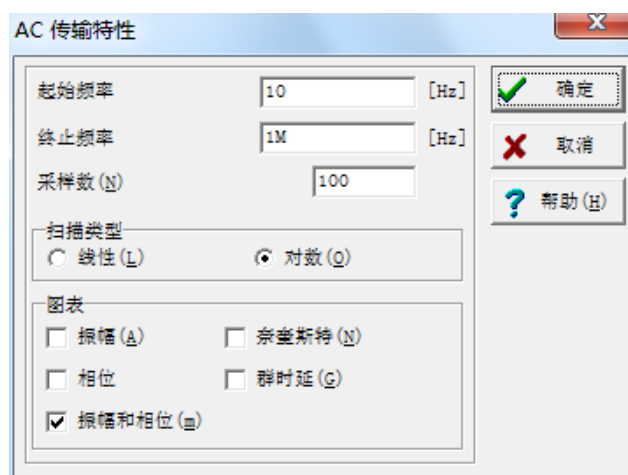 AC 传输特性
起始频率 10 [Hz] 确定
终止频率 1M [Hz] 取消
采样数(N) 100 帮助(H)
扫描类型
线性(L) 对数(O)
图表
振幅(A) 奈奎斯特(N)
相位 群时延(G)
振幅和相位(m)